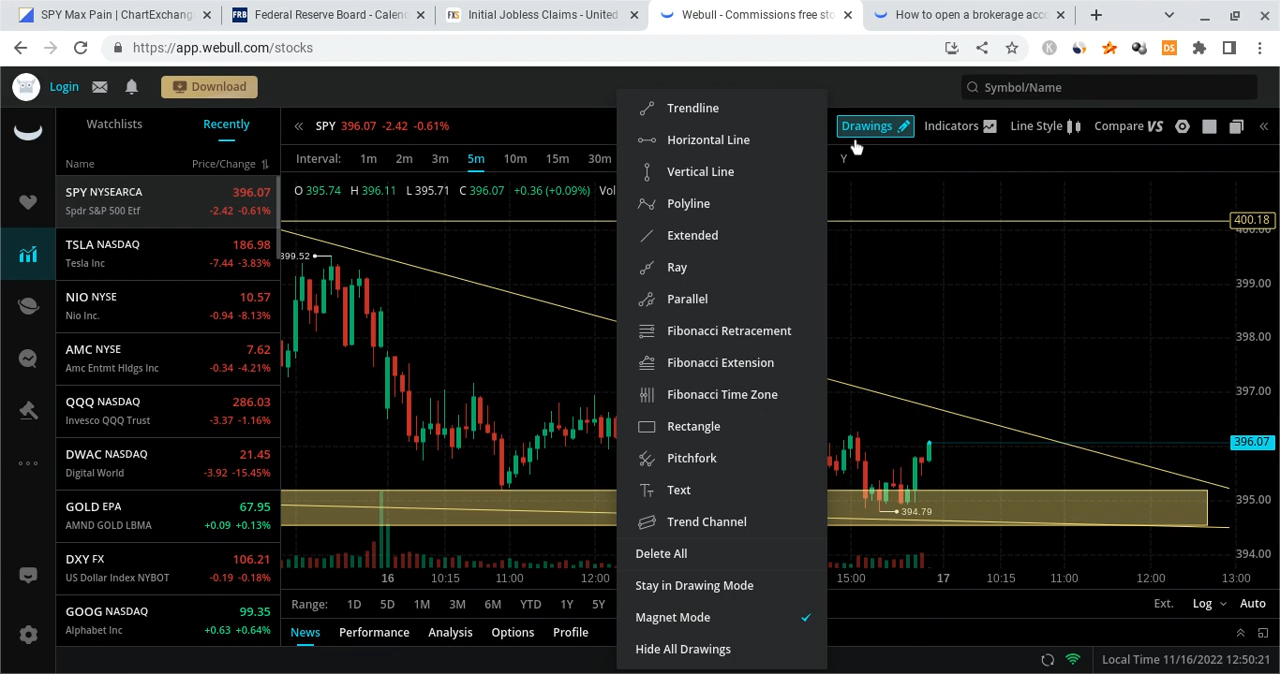 SPY Max Pain | ChartExchang
Federal Reserve Board - Calen
Initial Jobless Claims - United
Webull - Commissions free sto
How to open a brokerage acc
https://app.webull.com/stocks
Login
Download
Symbol/Name
Watchlists
Recently
SPY 396.07 -2.42 -0.61%
Drawings
Indicators
Line Style
Compare VS
Name
Price/Change
Interval: 1m 2m 3m 5m 10m 15m 30m
Y
O 395.74 H 396.11 L 395.71 C 396.07 +0.36 (+0.09%) Vol
SPY NYSEARCA 396.07
Spdr S&P 500 Etf -2.42 -0.61%
TSLA NASDAQ 186.98
Tesla Inc -7.44 -3.83%
NIO NYSE 10.57
Nio Inc. -0.94 -8.13%
AMC NYSE 7.62
Amc Entmt Hldgs Inc -0.34 -4.21%
QQQ NASDAQ 286.03
Invesco QQQ Trust -3.37 -1.16%
DWAC NASDAQ 21.45
Digital World -3.92 -15.45%
GOLD EPA 67.95
AMND GOLD LBMA +0.09 +0.13%
DXY FX 106.21
US Dollar Index NYBOT -0.19 -0.18%
GOOG NASDAQ 99.35
Alphabet Inc +0.63 +0.64%
399.52
Trendline
Horizontal Line
Vertical Line
Polyline
Extended
Ray
Parallel
Fibonacci Retracement
Fibonacci Extension
Fibonacci Time Zone
Rectangle
Pitchfork
Text
Trend Channel
Delete All
Stay in Drawing Mode
Magnet Mode
Hide All Drawings
400.18
400.00
399.00
398.00
397.00
396.07
395.00
394.00
394.79
16 10:15 11:00 12:00 15:00 17 10:15 11:00 12:00 13:00
Range: 1D 5D 1M 3M 6M YTD 1Y 5Y
Ext. Log Auto
News Performance Analysis Options Profile
Local Time 11/16/2022 12:50:21